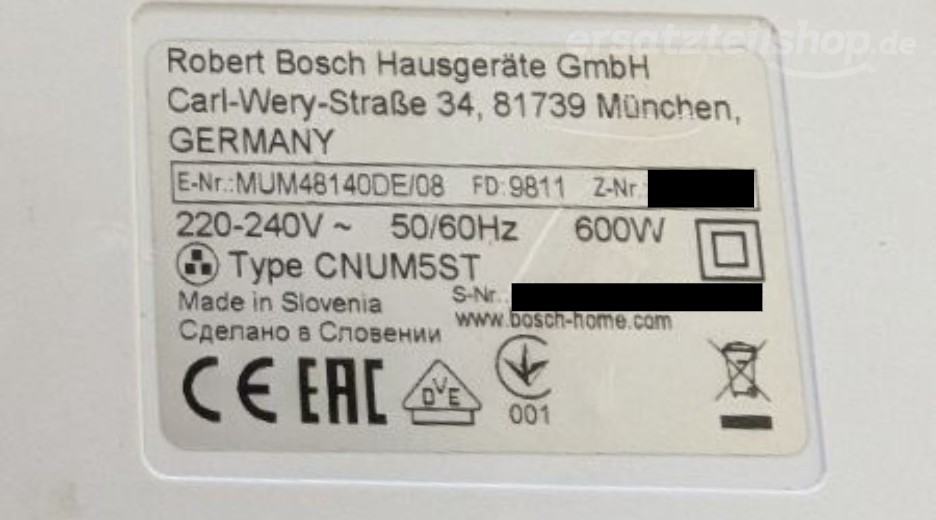 ersatzteilshop.de
Robert Bosch Hausgeräte GmbH
Carl-Wery-Straße 34, 81739 München,
GERMANY
E-Nr.:MUM48140DE/08 FD:9811 Z-Nr.:
220-240V ~ 50/60Hz 600W
Type CNUM5ST
Made in Slovenia S-Nr.:
Сделано в Словении www.bosch-home.com
CE EAC DVE
001